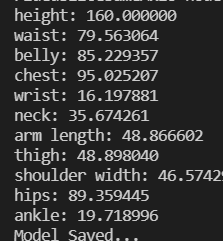 height: 160.000000
waist: 79.563064
belly: 85.229357
chest: 95.025207
wrist: 16.197881
neck: 35.674261
arm length: 48.866602
thigh: 48.898040
shoulder width: 46.5742
hips: 89.359445
ankle: 19.718996
Model Saved...